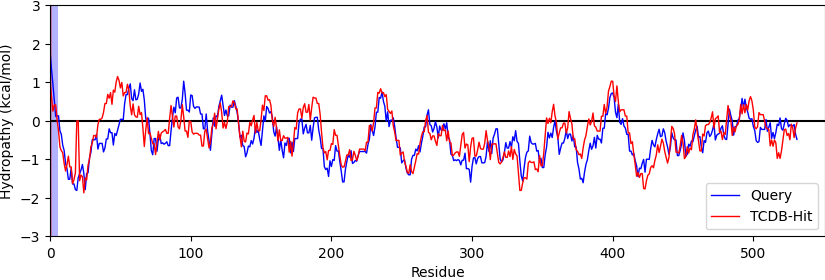 3
2
1
0
−1
−2
−3
Hydropathy (kcal/mol)
0 100 200 300 400 500
Residue
Query
TCDB-Hit